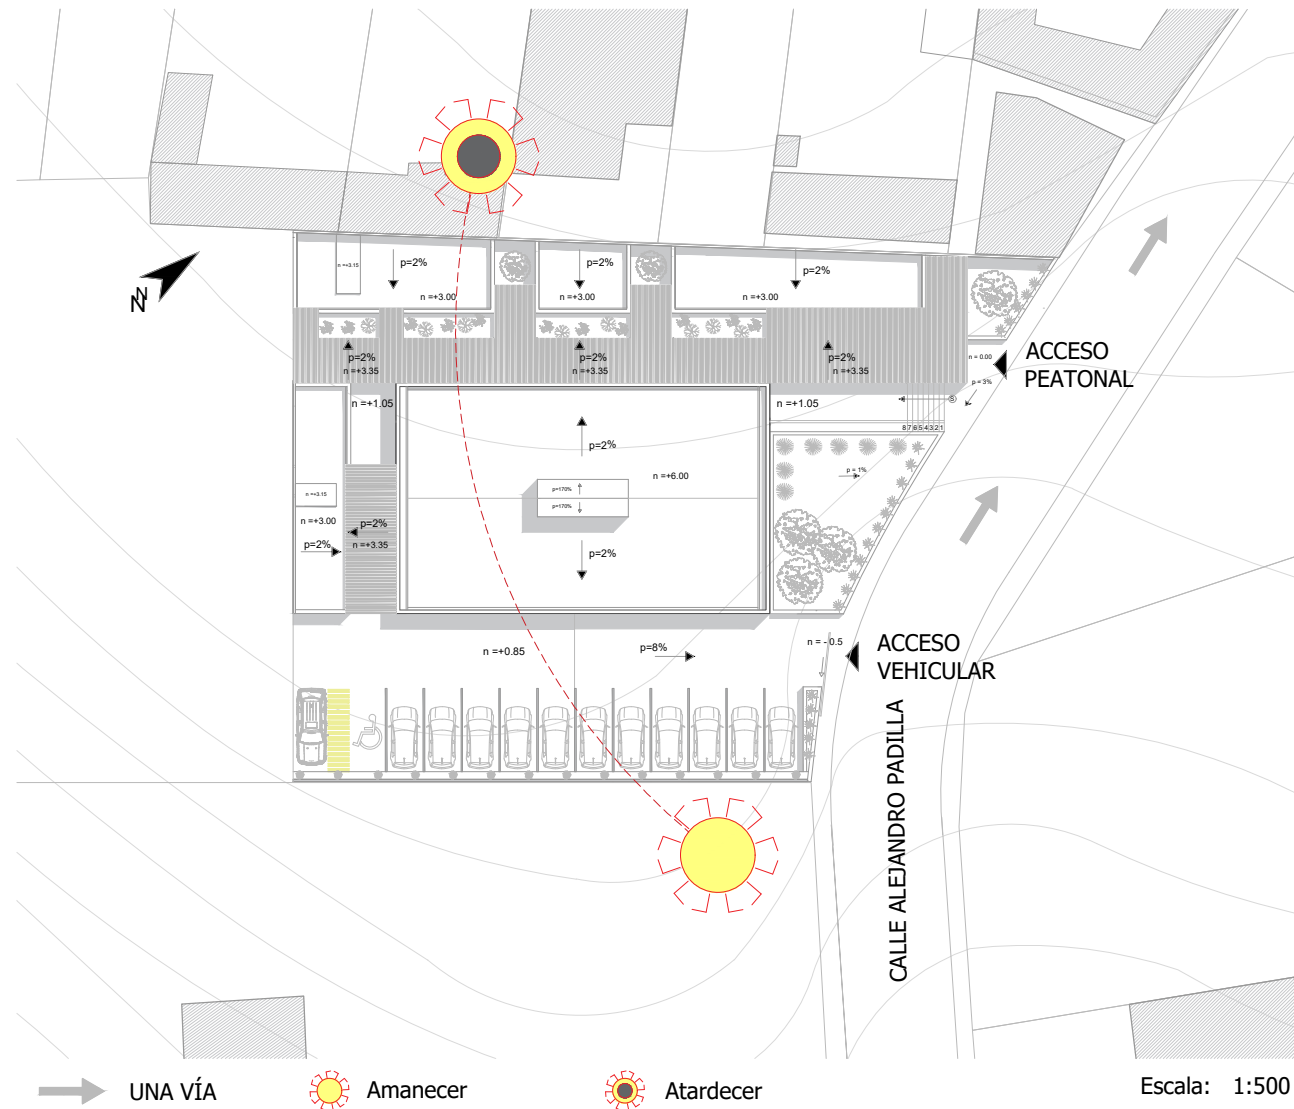 p=2%
p=2%
p=2%
n =+3.15
n =+3.00
n =+3.00
n =+3.00
N
N
p=2%
n =+3.35
p=2%
n =+3.35
p=2%
n =+3.35
n = 0.00
ACCESO
PEATONAL
p = 3%
n =+1.05
n =+1.05
S
8 7 6 5 4 3 2 1
p=2%
n =+6.00
p = 1%
p=170%
p=170%
n =+3.15
n =+3.00
p=2%
p=2%
n =+3.35
p=2%
n =+0.85
p=8%
n = - 0.5
ACCESO
VEHICULAR
CALLE ALEJANDRO PADILLA
UNA VÍA
Amanecer
Atardecer
Escala: 1:500